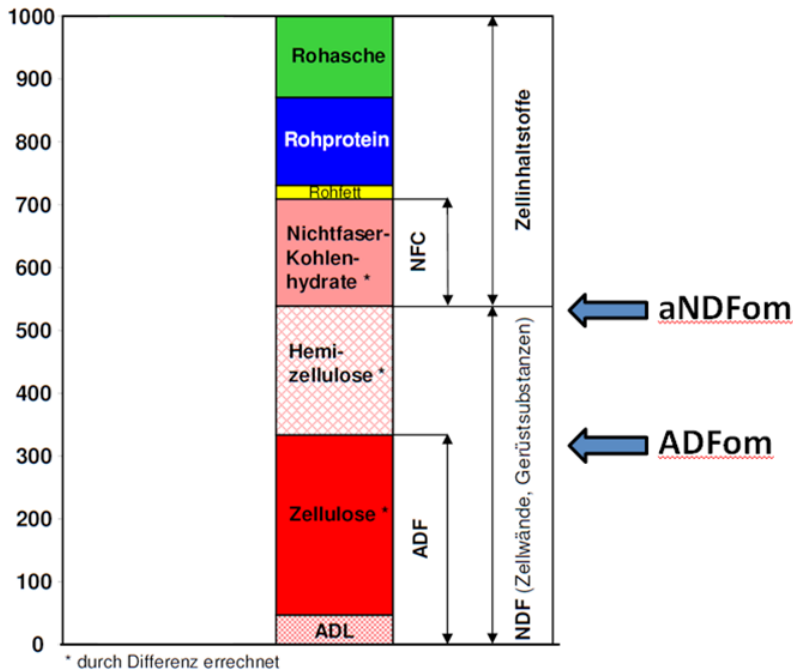 1000
900
800
700
600
500
400
300
200
100
0
Rohasche
Rohprotein
Rohfett
Nichtfaser-
Kohlen-
hydrate *
Hemi-
zellulose *
Zellulose *
ADL
NFC
ADF
Zellinhaltstoffe
NDF (Zellwände, Gerüstsubstanzen)
aNDFom
ADFom
* durch Differenz errechnet